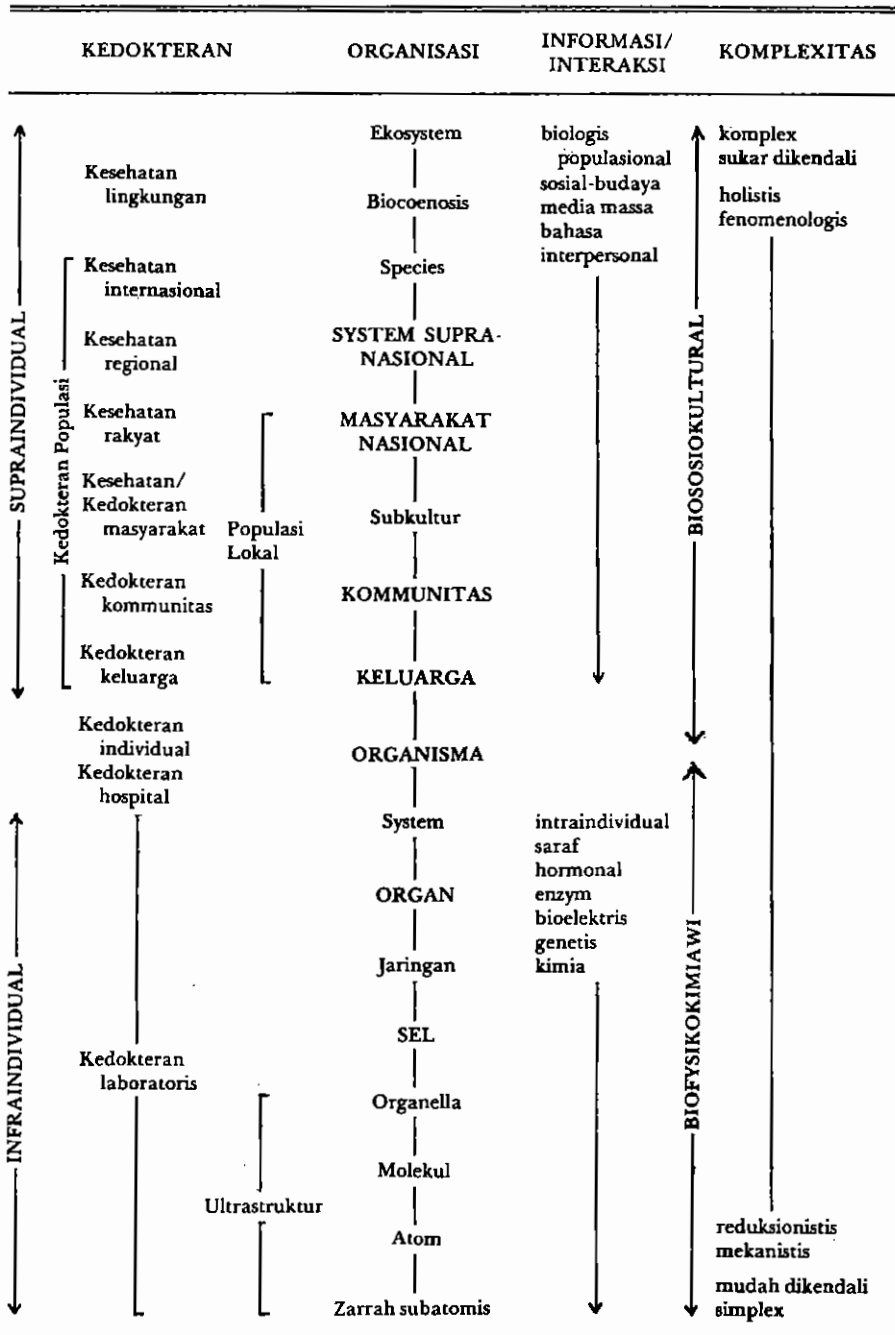 KEDOKTERAN
ORGANISASI
INFORMASI/
INTERAKSI
KOMPLEXITAS
SUPRAINDIVIDUAL
INFRAINDIVIDUAL
Kedokteran Populasi
Kesehatan
lingkungan
Kesehatan
internasional
Kesehatan
regional
Kesehatan
rakyat
Kesehatan/
Kedokteran
masyarakat
Kedokteran
kommunitas
Kedokteran
keluarga
Kedokteran
individual
Kedokteran
hospital
Kedokteran
laboratoris
Populasi
Lokal
Ultrastruktur
Ekosystem
Biocoenosis
Species
SYSTEM SUPRA-
NASIONAL
MASYARAKAT
NASIONAL
Subkultur
KOMMUNITAS
KELUARGA
ORGANISMA
System
ORGAN
Jaringan
SEL
Organella
Molekul
Atom
Zarrah subatomis
biologis
populasional
sosial-budaya
media massa
bahasa
interpersonal
intraindividual
saraf
hormonal
enzym
bioelektris
genetis
kimia
BIOSOSIOKULTURAL
BIOFYSIKOKIMIAWI
komplex
sukar dikendali
holistis
fenomenologis
reduksionistis
mekanistis
mudah dikendali
simplex